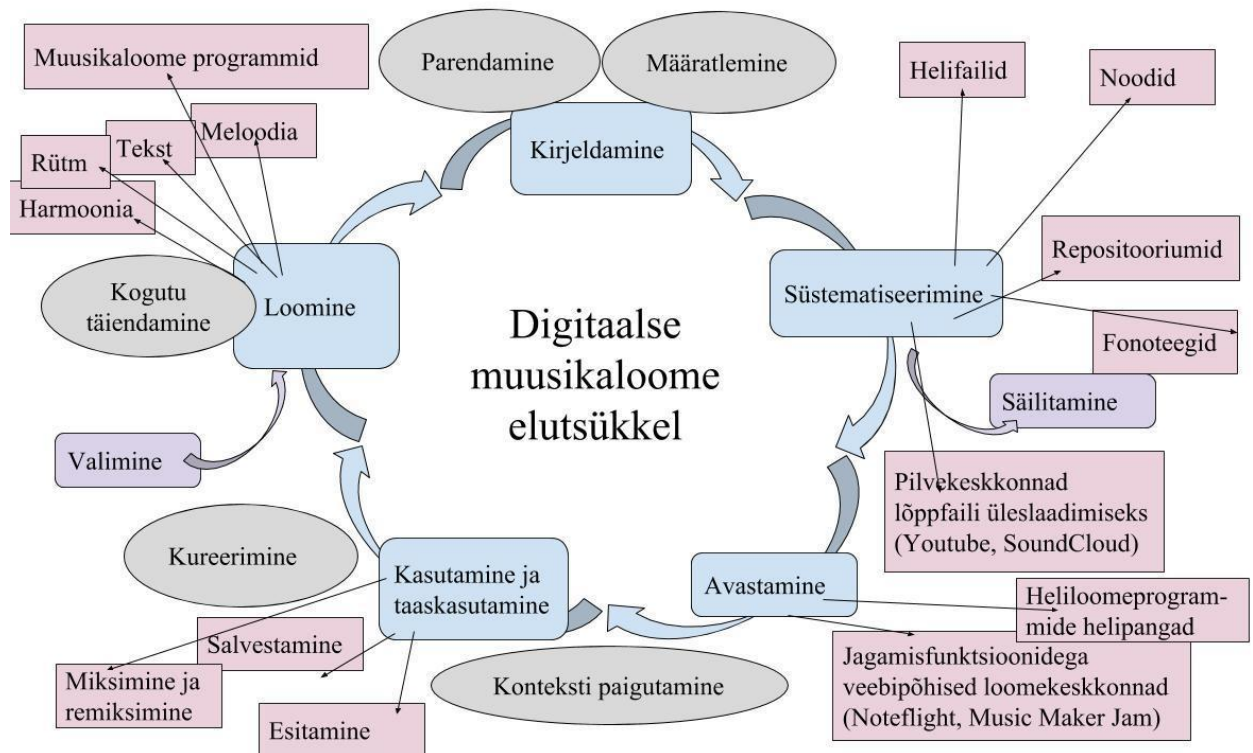 Muusikaloome programmid
Parendamine
Määratlemine
Helifailid
Noodid
Kirjeldamine
Meloodia
Tekst
Rütm
Harmoonia
Repositooriumid
Kogutu
täiendamine
Loomine
Süstematiseerimine
Fonoteegid
Digitaalse
muusikaloome
elutsükkel
Säilitamine
Valimine
Pilvekeskkonnad
lõppfaili üleslaadimiseks
(Youtube, SoundCloud)
Kureerimine
Kasutamine ja
taaskasutamine
Avastamine
Heliloomeprogram-
mide helipangad
Salvestamine
Miksimine ja
remiksimine
Esitamine
Konteksti paigutamine
Jagamisfunktsioonidega
veebipõhised loomekeskkonnad
(Noteflight, Music Maker Jam)